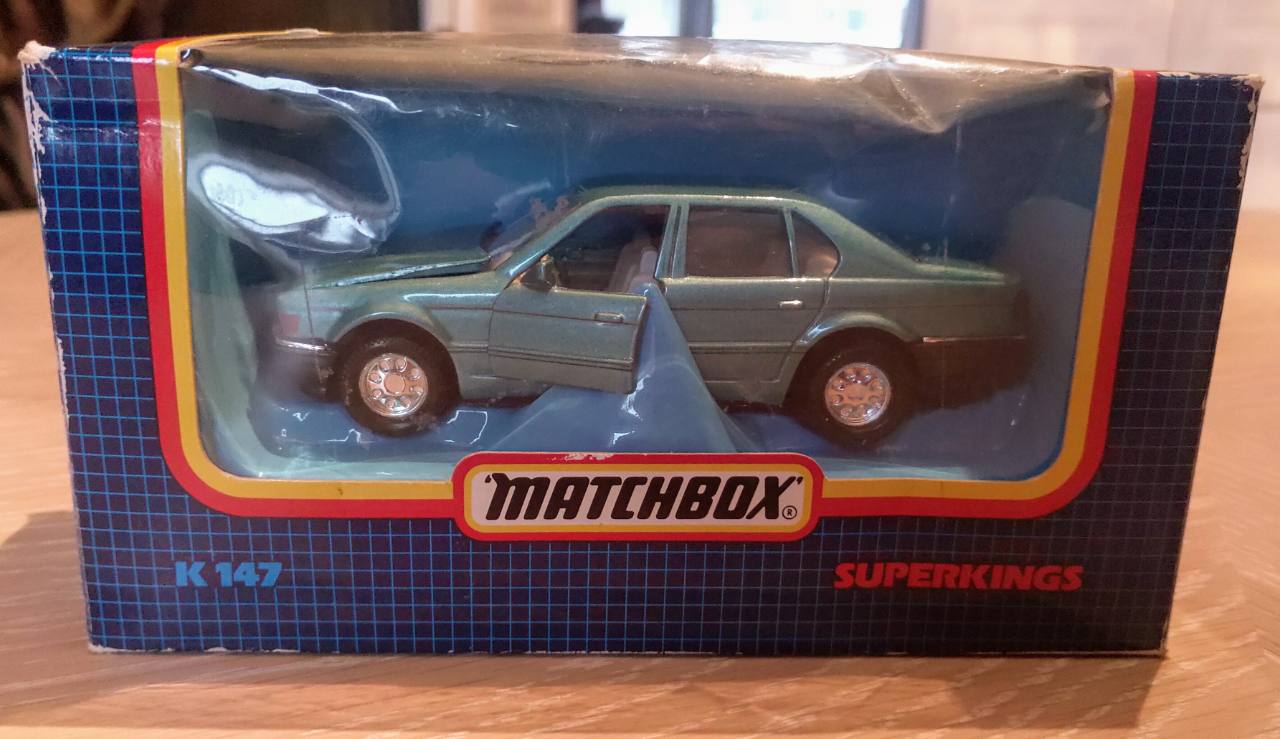 'MATCHBOX'®
K 147
SUPERKINGS